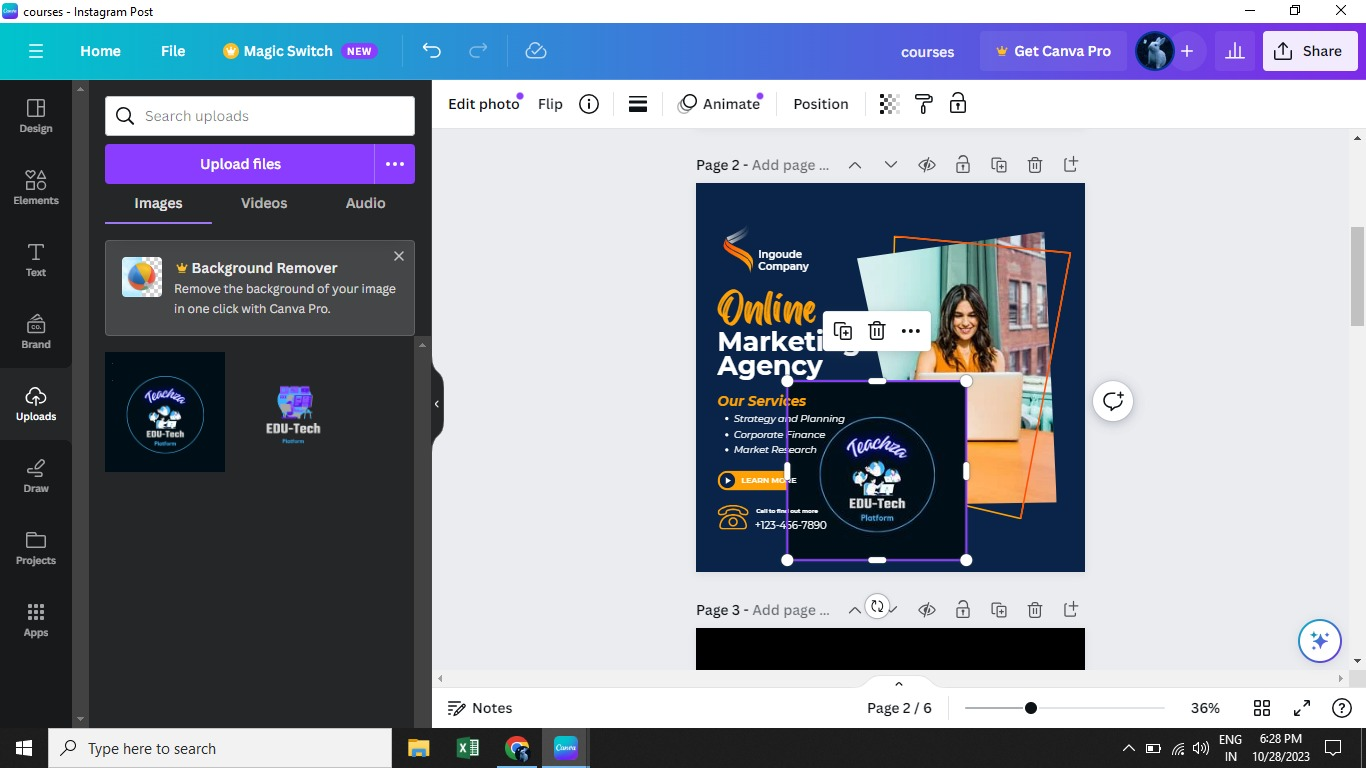 courses - Instagram Post
Home File Magic Switch NEW courses Get Canva Pro Share
Design
Elements
Text
Brand
CO.
Uploads
Draw
Projects
Apps
Search uploads
Upload files
Images Videos Audio
Background Remover
Remove the background of your image
in one click with Canva Pro.
Teachza
EDU-Tech
Platform
EDU-Tech
Platform
Edit photo Flip Animate Position
Page 2 - Add page ...
Ingoude
Company
Online
Marketing
Agency
Our Services
• Strategy and Planning
• Corporate Finance
• Market Research
LEARN MORE
Call to find out more
+123-456-7890
Teachza
EDU-Tech
Platform
Page 3 - Add page ...
Notes Page 2 / 6 36%
Type here to search
Canva
ENG
IN
6:28 PM
10/28/2023